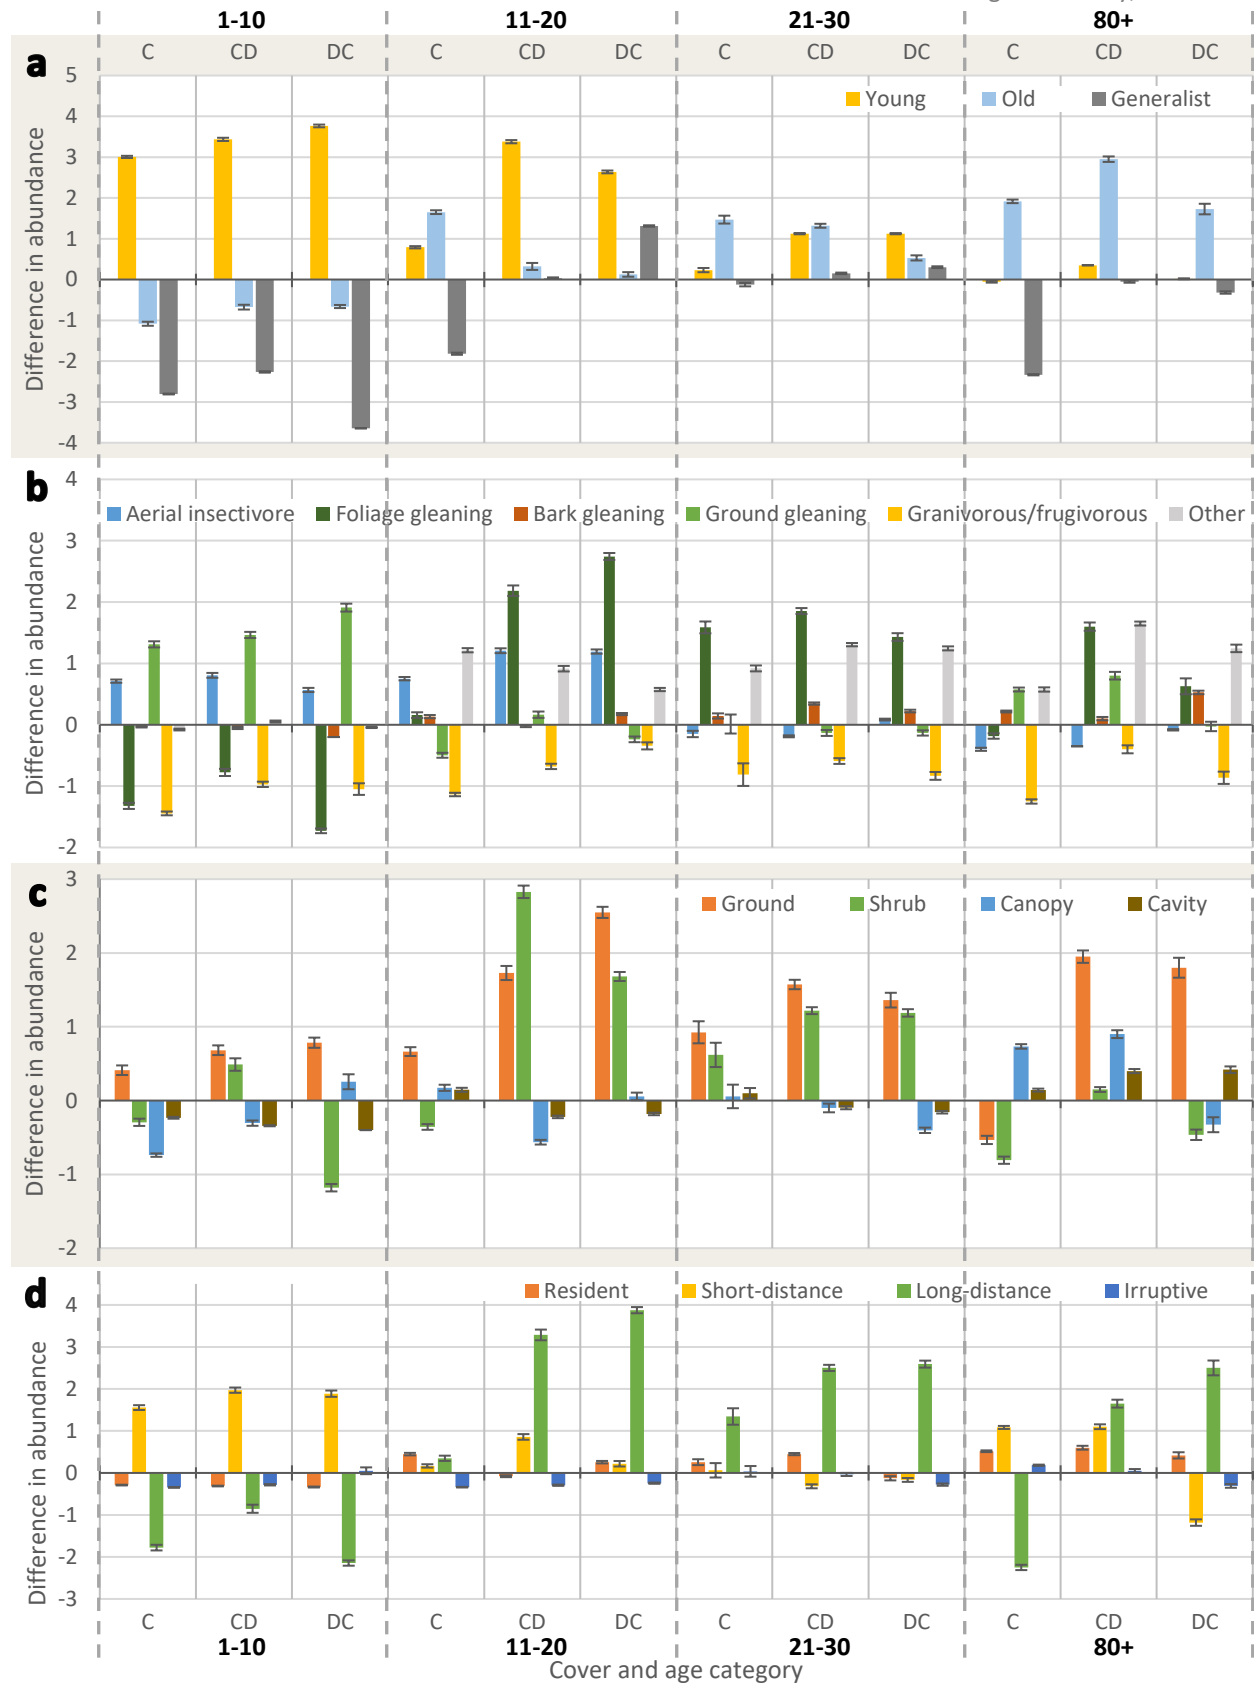 1-10 11-20 21-30 80+
a C CD DC C CD DC C CD DC C CD DC
5
Young Old Generalist
4
3
2
1
0
-1
-2
-3
-4
Difference in abundance
b
4
Aerial insectivore Foliage gleaning Bark gleaning Ground gleaning Granivorous/frugivorous Other
3
2
1
0
-1
-2
Difference in abundance
c
3
Ground Shrub Canopy Cavity
2
1
0
-1
-2
Difference in abundance
d
Resident Short-distance Long-distance Irruptive
4
3
2
1
0
-1
-2
-3
Difference in abundance
C CD DC C CD DC C CD DC C CD DC
1-10 11-20 21-30 80+
Cover and age category